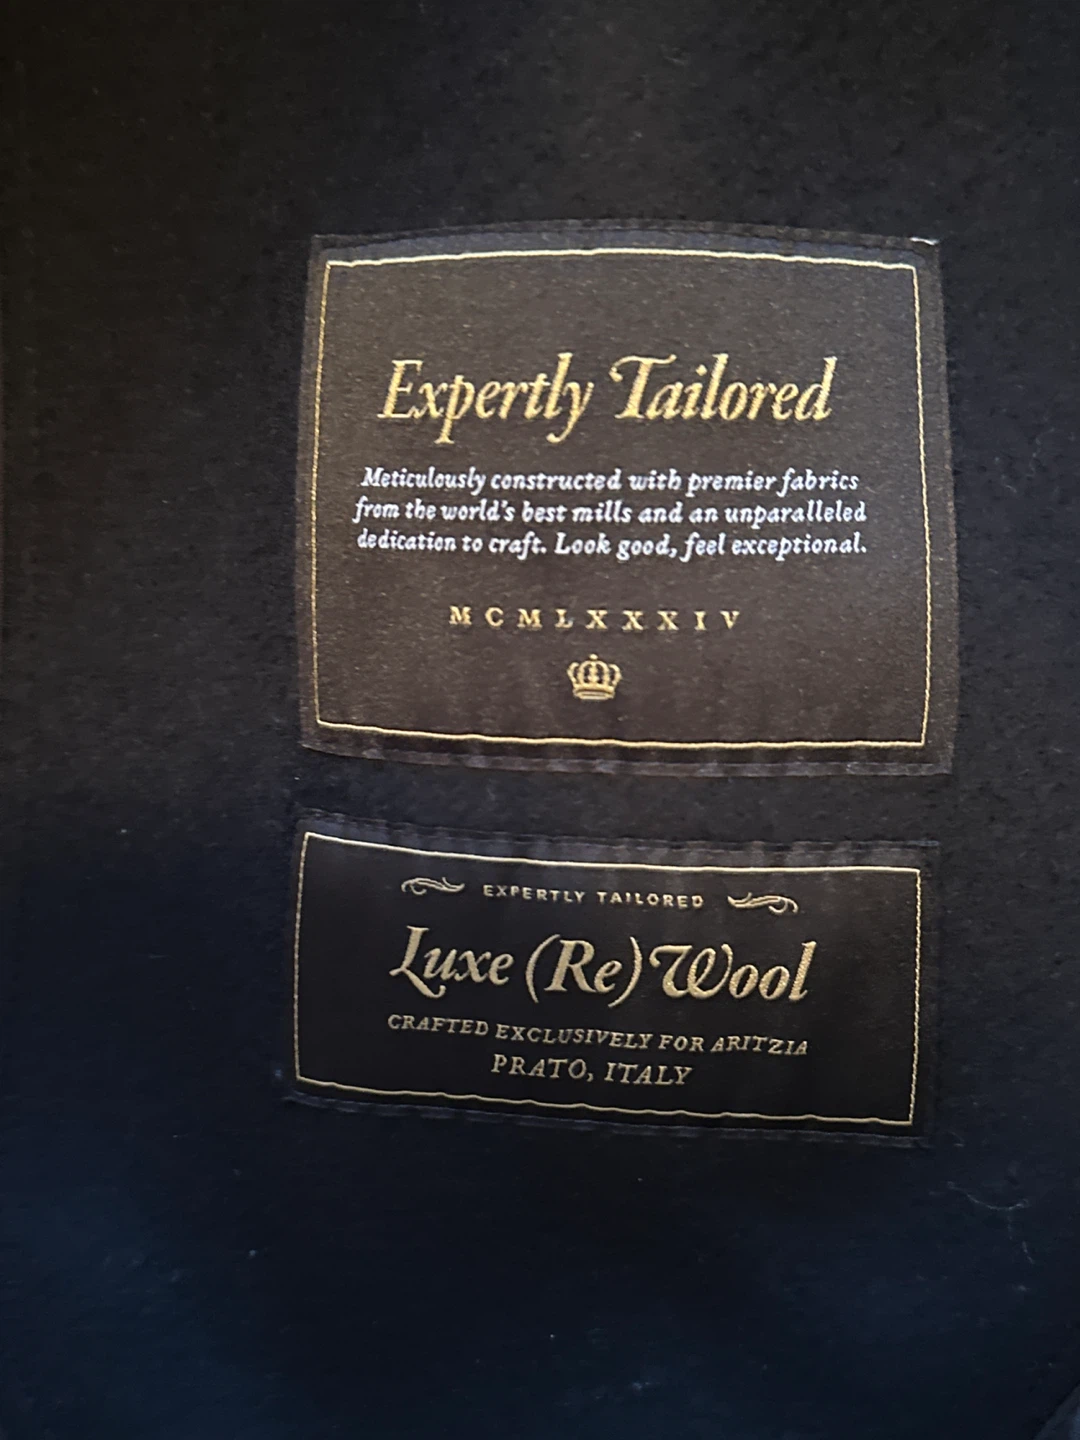 Expertly Tailored
Meticulously constructed with premier fabrics
from the world's best mills and an unparalleled
dedication to craft. Look good, feel exceptional.
MCMLXXXIV
EXPERTLY TAILORED
Luxe (Re) Wool
CRAFTED EXCLUSIVELY FOR ARITZIA
PRATO, ITALY